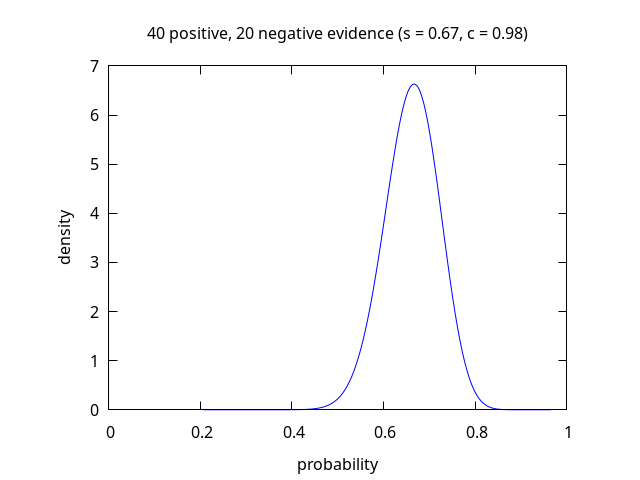 40 positive, 20 negative evidence (s = 0.67, c = 0.98)
7
6
5
4
3
2
1
0
density
0 0.2 0.4 0.6 0.8 1
probability